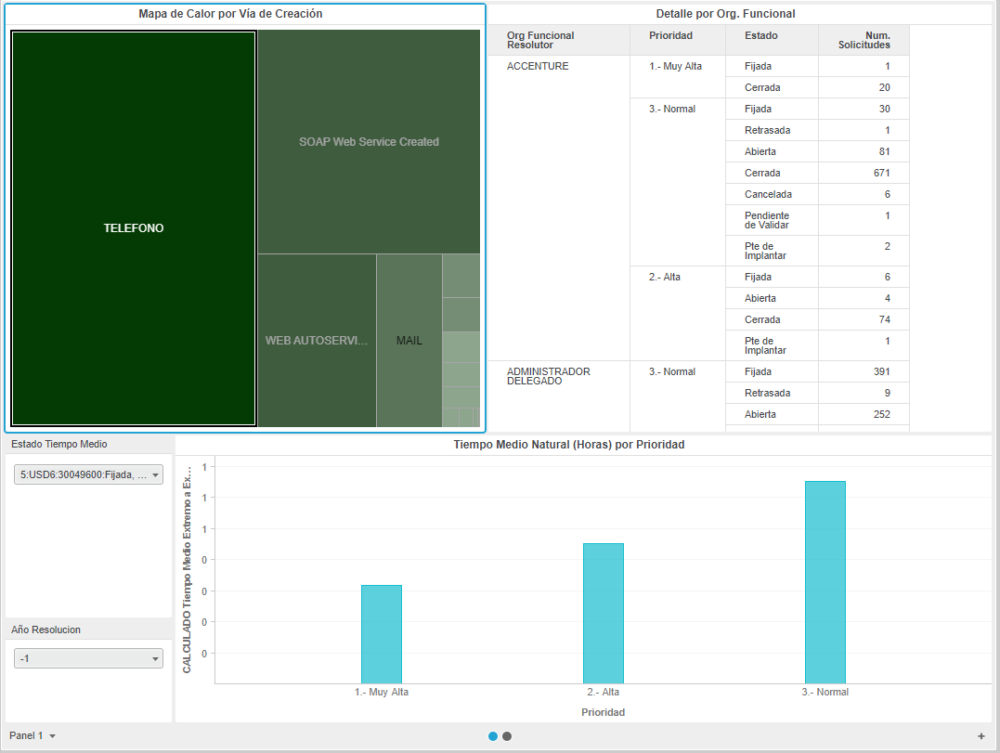 Mapa de Calor por Vía de Creación
TELEFONO
SOAP Web Service Created
WEB AUTOSERVI...
MAIL
Detalle por Org. Funcional
Org Funcional
Resolutor
Prioridad
Estado
Num.
Solicitudes
ACCENTURE
1.- Muy Alta
Fijada
1
Cerrada
20
3.- Normal
Fijada
30
Retrasada
1
Abierta
81
Cerrada
671
Cancelada
6
Pendiente
de Validar
1
Pte de
Implantar
2
2.- Alta
Fijada
6
Abierta
4
Cerrada
74
Pte de
Implantar
1
ADMINISTRADOR
DELEGADO
3.- Normal
Fijada
391
Retrasada
9
Abierta
252
Estado Tiempo Medio
5:USD6:30049600:Fijada, ...
Año Resolucion
-1
Tiempo Medio Natural (Horas) por Prioridad
CALCULADO Tiempo Medio Extremo a Ex...
1
1
1
0
0
0
0
1.- Muy Alta
2.- Alta
3.- Normal
Prioridad
Panel 1
+